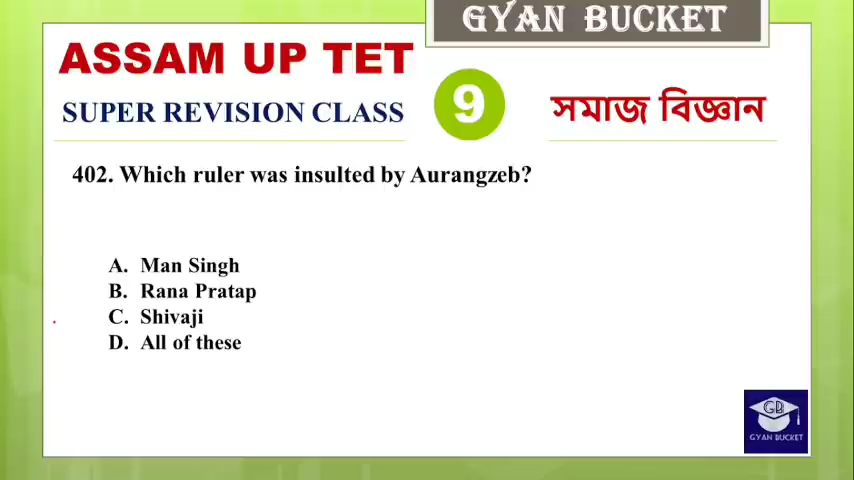 GYAN BUCKET
ASSAM UP TET
SUPER REVISION CLASS
9
সমাজ বিজ্ঞান
402. Which ruler was insulted by Aurangzeb?
A. Man Singh
B. Rana Pratap
C. Shivaji
D. All of these
GB
GYAN BUCKET